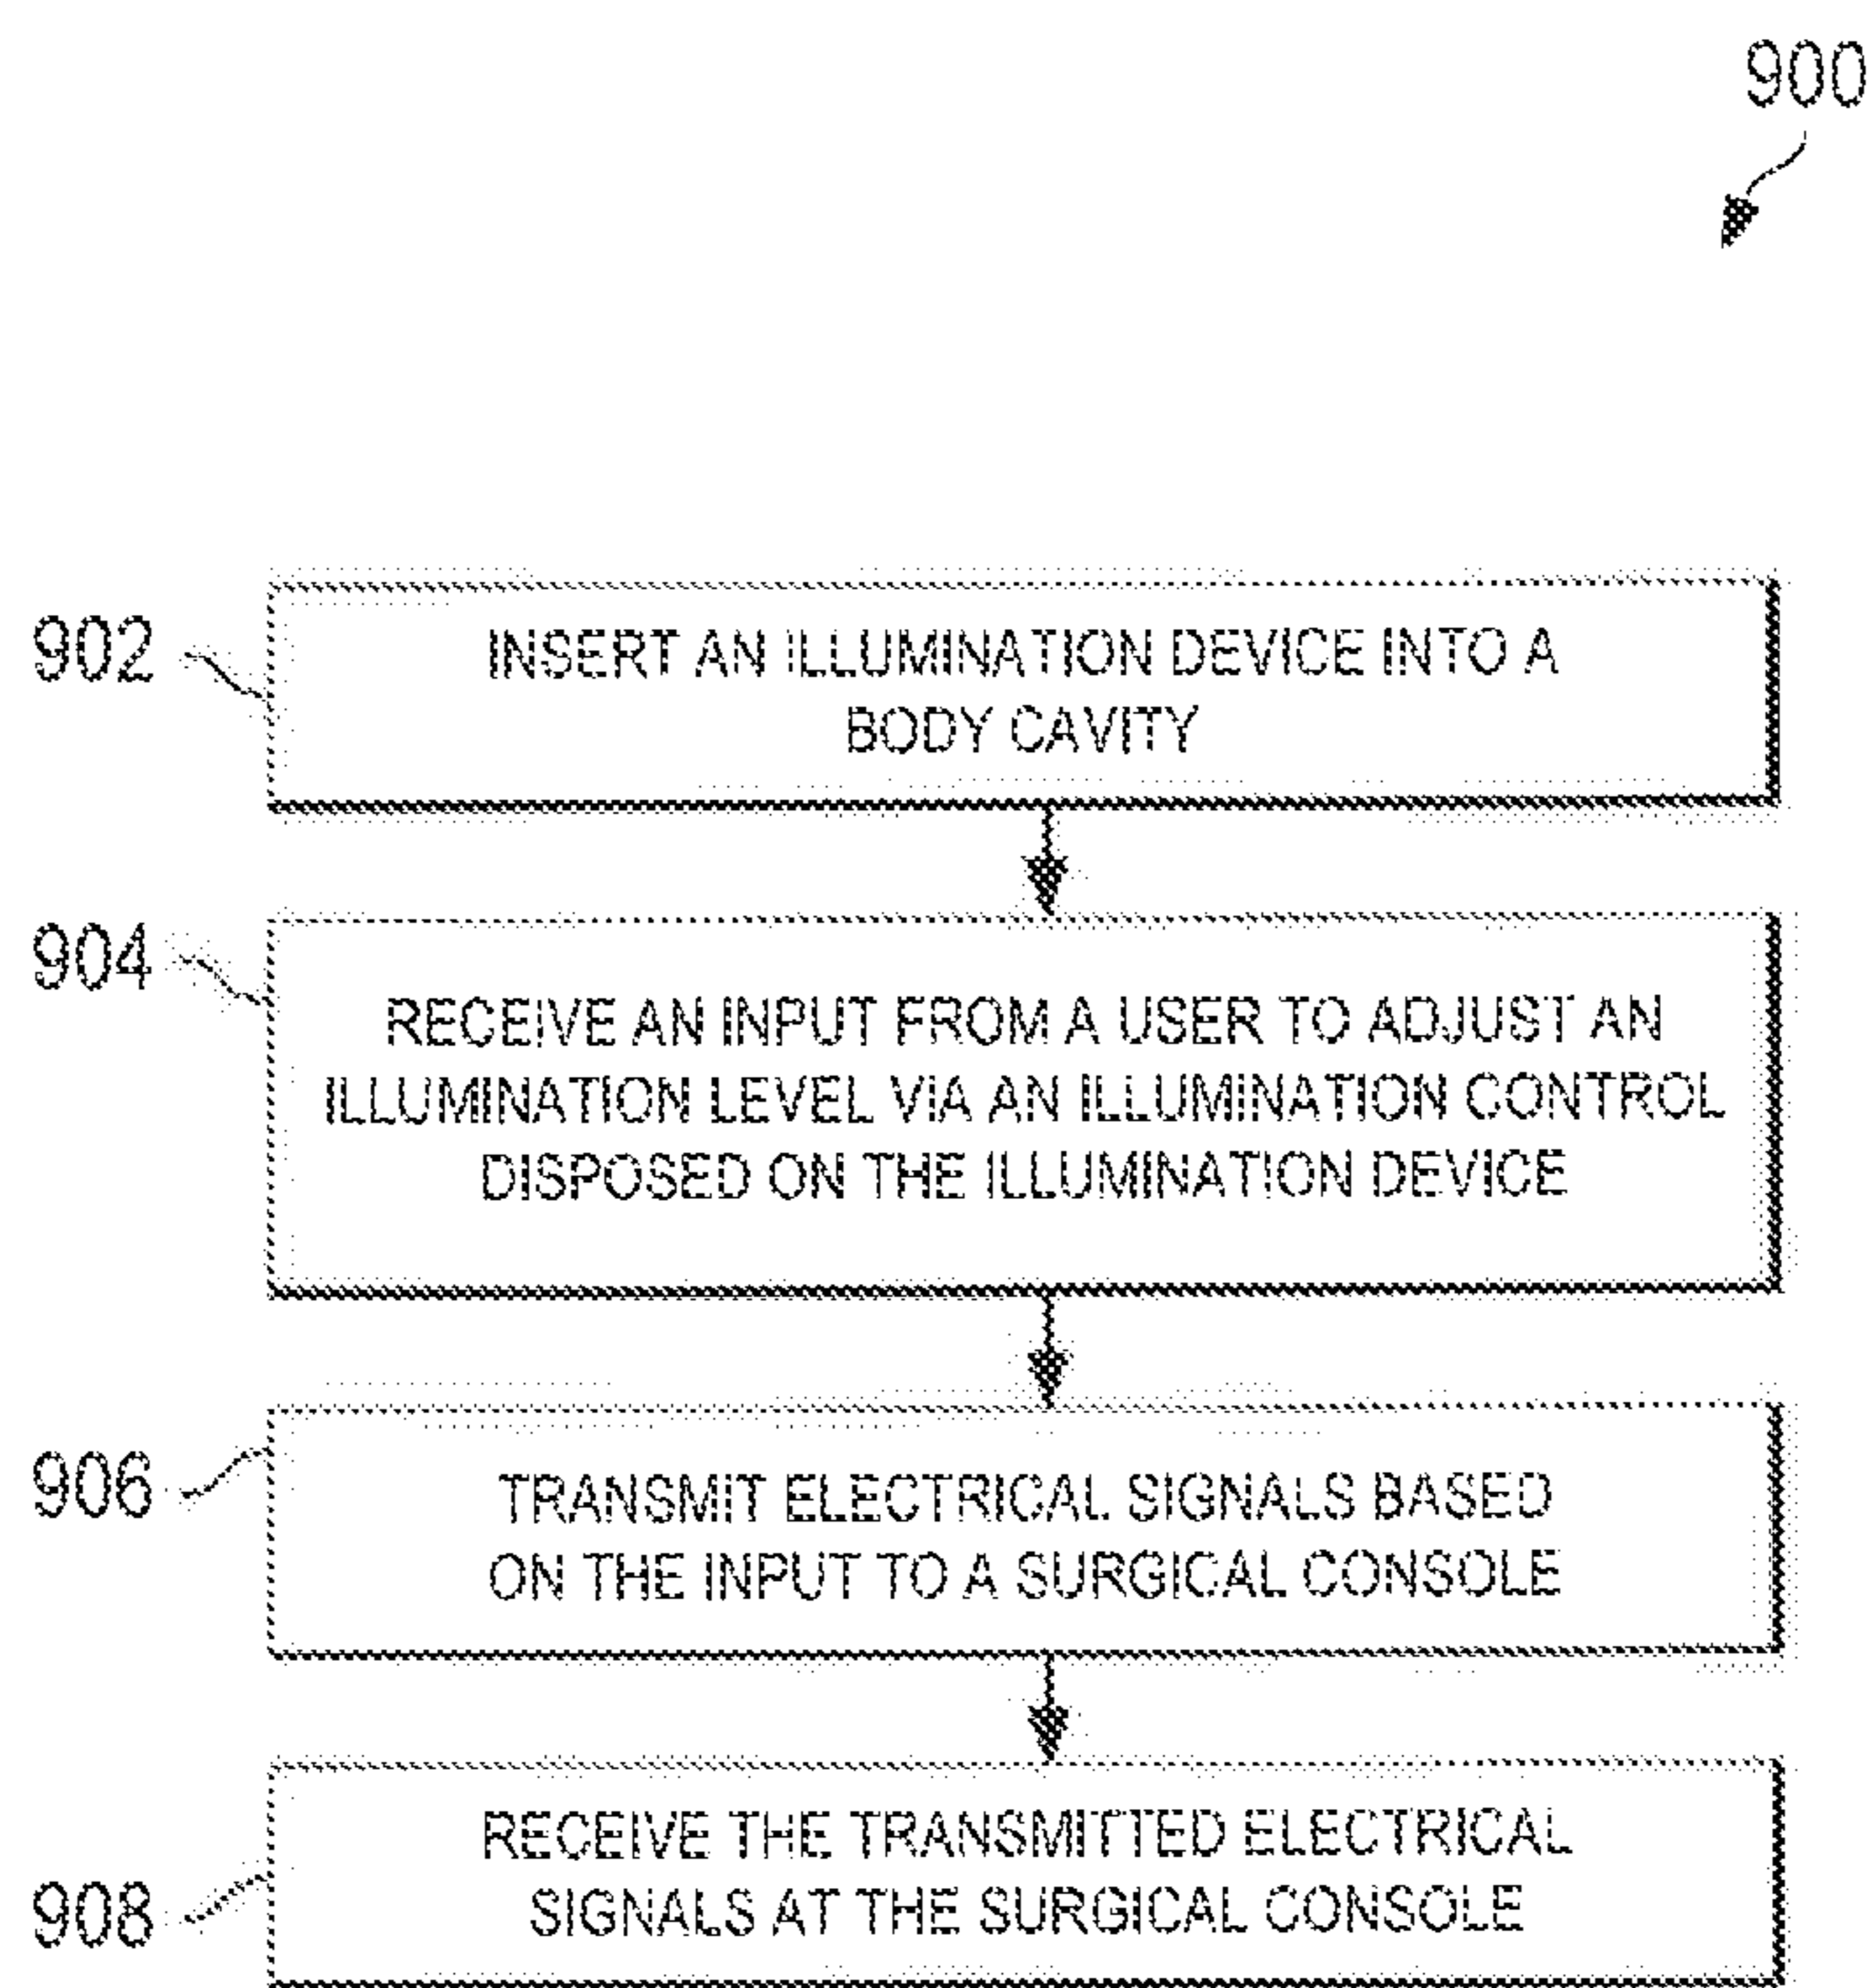 900
902
INSERT AN ILLUMINATION DEVICE INTO A
BODY CAVITY
904
RECEIVE AN INPUT FROM A USER TO ADJUST AN
ILLUMINATION LEVEL VIA AN ILLUMINATION CONTROL
DISPOSED ON THE ILLUMINATION DEVICE
906
TRANSMIT ELECTRICAL SIGNALS BASED
ON THE INPUT TO A SURGICAL CONSOLE
908
RECEIVE THE TRANSMITTED ELECTRICAL
SIGNALS AT THE SURGICAL CONSOLE